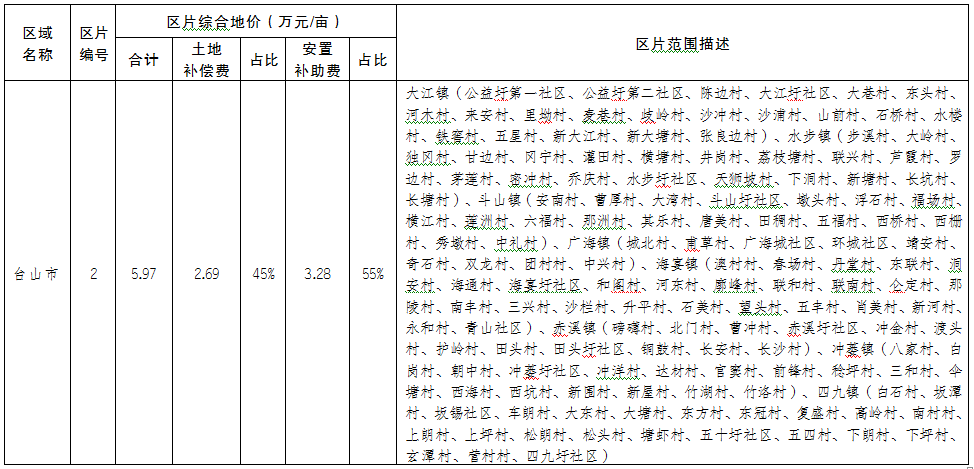 区域名称 区片编号 区片综合地价（万元/亩） 区片范围描述
合计 土地补偿费 占比 安置补助费 占比
台山市 2 5.97 2.69 45% 3.28 55%
大江镇（公益圩第一社区、公益圩第二社区、陈边村、大江圩社区、大巷村、东头村、
河木村、来安村、里坳村、麦巷村、歧岭村、沙冲村、沙浦村、山前村、石桥村、水楼
村、铁窖村、五星村、新大江村、新大塘村、张良边村）、水步镇（步溪村、大岭村、
独冈村、甘边村、冈宁村、灌田村、横塘村、井岗村、荔枝塘村、联兴村、芦霞村、罗
边村、茅莲村、密冲村、乔庆村、水步圩社区、天狮坡村、下洞村、新塘村、长坑村、
长塘村）、斗山镇（安南村、曹厚村、大湾村、斗山圩社区、墩头村、浮石村、福场村、
横江村、莲洲村、六福村、那洲村、其乐村、唐美村、田稠村、五福村、西桥村、西栅
村、秀墩村、中礼村）、广海镇（城北村、甫草村、广海城社区、环城社区、靖安村、
奇石村、双龙村、团村村、中兴村）、海宴镇（澳村村、春场村、丹堂村、东联村、洞
安村、海通村、海宴圩社区、和阁村、河东村、廓峰村、联和村、联南村、仑定村、那
陵村、南丰村、三兴村、沙栏村、升平村、石美村、望头村、五丰村、肖美村、新河村、
永和村、青山社区）、赤溪镇（磅礴村、北门村、曹冲村、赤溪圩社区、冲金村、渡头
村、护岭村、田头村、田头圩社区、铜鼓村、长安村、长沙村）、冲蒌镇（八家村、白
岗村、朝中村、冲蒌圩社区、冲洋村、达材村、官窦村、前锋村、稔坪村、三和村、伞
塘村、西海村、西坑村、新围村、新屋村、竹湖村、竹洛村）、四九镇（白石村、坂潭
村、坂锡社区、车朗村、大东村、大塘村、东方村、东冠村、复盛村、高岭村、南村村、
上朗村、上坪村、松朗村、松头村、塘虾村、五十圩社区、五四村、下朗村、下坪村、
玄潭村、营村村、四九圩社区）